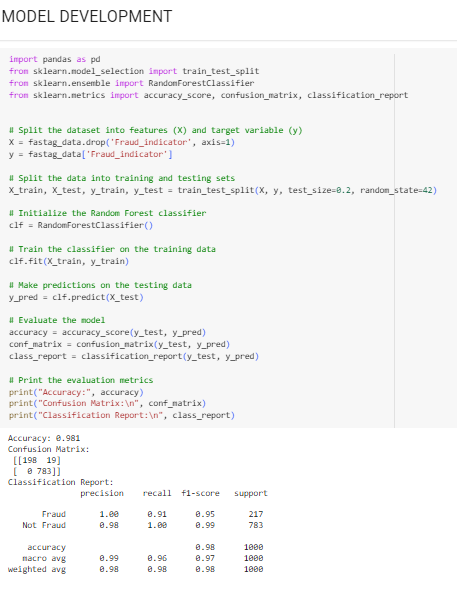 MODEL DEVELOPMENT
import pandas as pd
from sklearn.model_selection import train_test_split
from sklearn.ensemble import RandomForestClassifier
from sklearn.metrics import accuracy_score, confusion_matrix, classification_report
# Split the dataset into features (X) and target variable (y)
X = fastag_data.drop('Fraud_indicator', axis=1)
y = fastag_data['Fraud_indicator']
# Split the data into training and testing sets
X_train, X_test, y_train, y_test = train_test_split(X, y, test_size=0.2, random_state=42)
# Initialize the Random Forest classifier
clf = RandomForestClassifier()
# Train the classifier on the training data
clf.fit(X_train, y_train)
# Make predictions on the testing data
y_pred = clf.predict(X_test)
# Evaluate the model
accuracy = accuracy_score(y_test, y_pred)
conf_matrix = confusion_matrix(y_test, y_pred)
class_report = classification_report(y_test, y_pred)
# Print the evaluation metrics
print("Accuracy:", accuracy)
print("Confusion Matrix:\n", conf_matrix)
print("Classification Report:\n", class_report)
Accuracy: 0.981
Confusion Matrix:
[[198 19]
[ 0 783]]
Classification Report:
precision recall f1-score support
Fraud 1.00 0.91 0.95 217
Not Fraud 0.98 1.00 0.99 783
accuracy 0.98 1000
macro avg 0.99 0.96 0.97 1000
weighted avg 0.98 0.98 0.98 1000